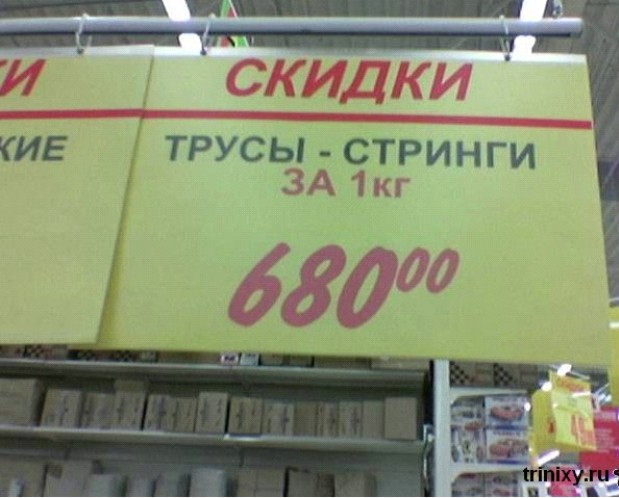 И
КИЕ
СКИДКИ
ТРУСЫ - СТРИНГИ
ЗА 1кг
680⁰⁰
trinixy.ru